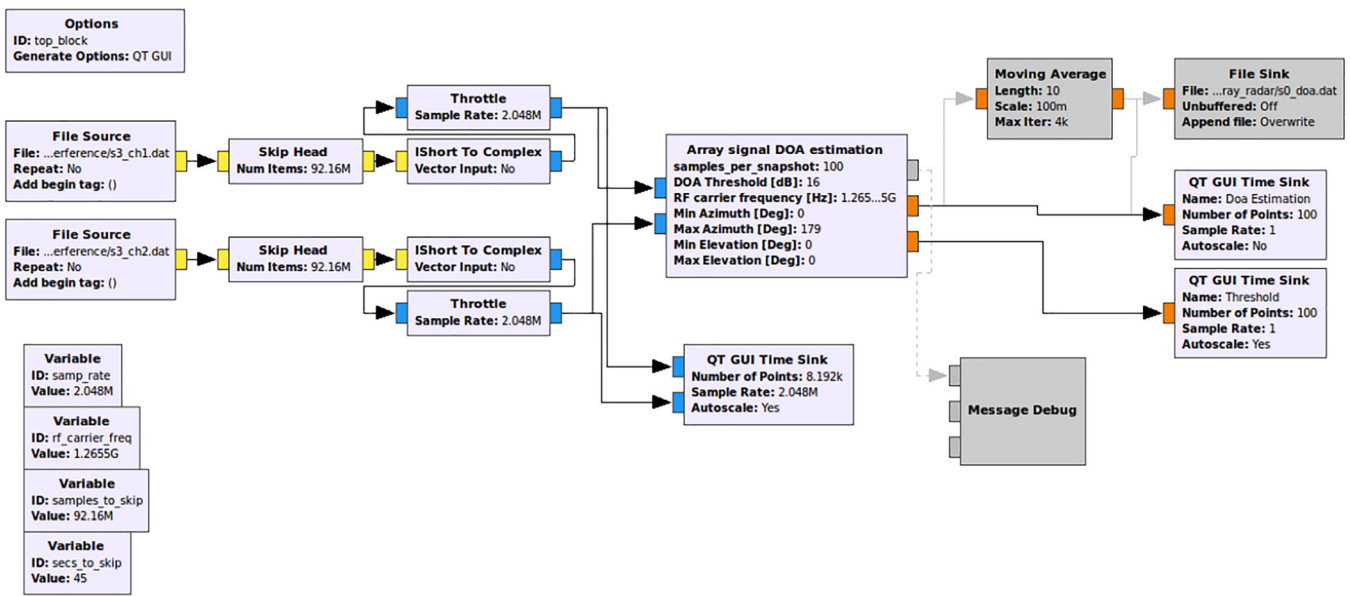 Options
ID: top_block
Generate Options: QT GUI
File Source
File: ...erference/s3_ch1.dat
Repeat: No
Add begin tag: ()
Skip Head
Num Items: 92.16M
Throttle
Sample Rate: 2.048M
IShort To Complex
Vector Input: No
File Source
File: ...erference/s3_ch2.dat
Repeat: No
Add begin tag: ()
Skip Head
Num Items: 92.16M
IShort To Complex
Vector Input: No
Throttle
Sample Rate: 2.048M
Array signal DOA estimation
samples_per_snapshot: 100
DOA Threshold [dB]: 16
RF carrier frequency [Hz]: 1.265...5G
Min Azimuth [Deg]: 0
Max Azimuth [Deg]: 179
Min Elevation [Deg]: 0
Max Elevation [Deg]: 0
Moving Average
Length: 10
Scale: 100m
Max Iter: 4k
File Sink
File: ...ray_radar/s0_doa.dat
Unbuffered: Off
Append file: Overwrite
QT GUI Time Sink
Name: Doa Estimation
Number of Points: 100
Sample Rate: 1
Autoscale: No
QT GUI Time Sink
Name: Threshold
Number of Points: 100
Sample Rate: 1
Autoscale: Yes
QT GUI Time Sink
Number of Points: 8.192k
Sample Rate: 2.048M
Autoscale: Yes
Message Debug
Variable
ID: samp_rate
Value: 2.048M
Variable
ID: rf_carrier_freq
Value: 1.2655G
Variable
ID: samples_to_skip
Value: 92.16M
Variable
ID: secs_to_skip
Value: 45